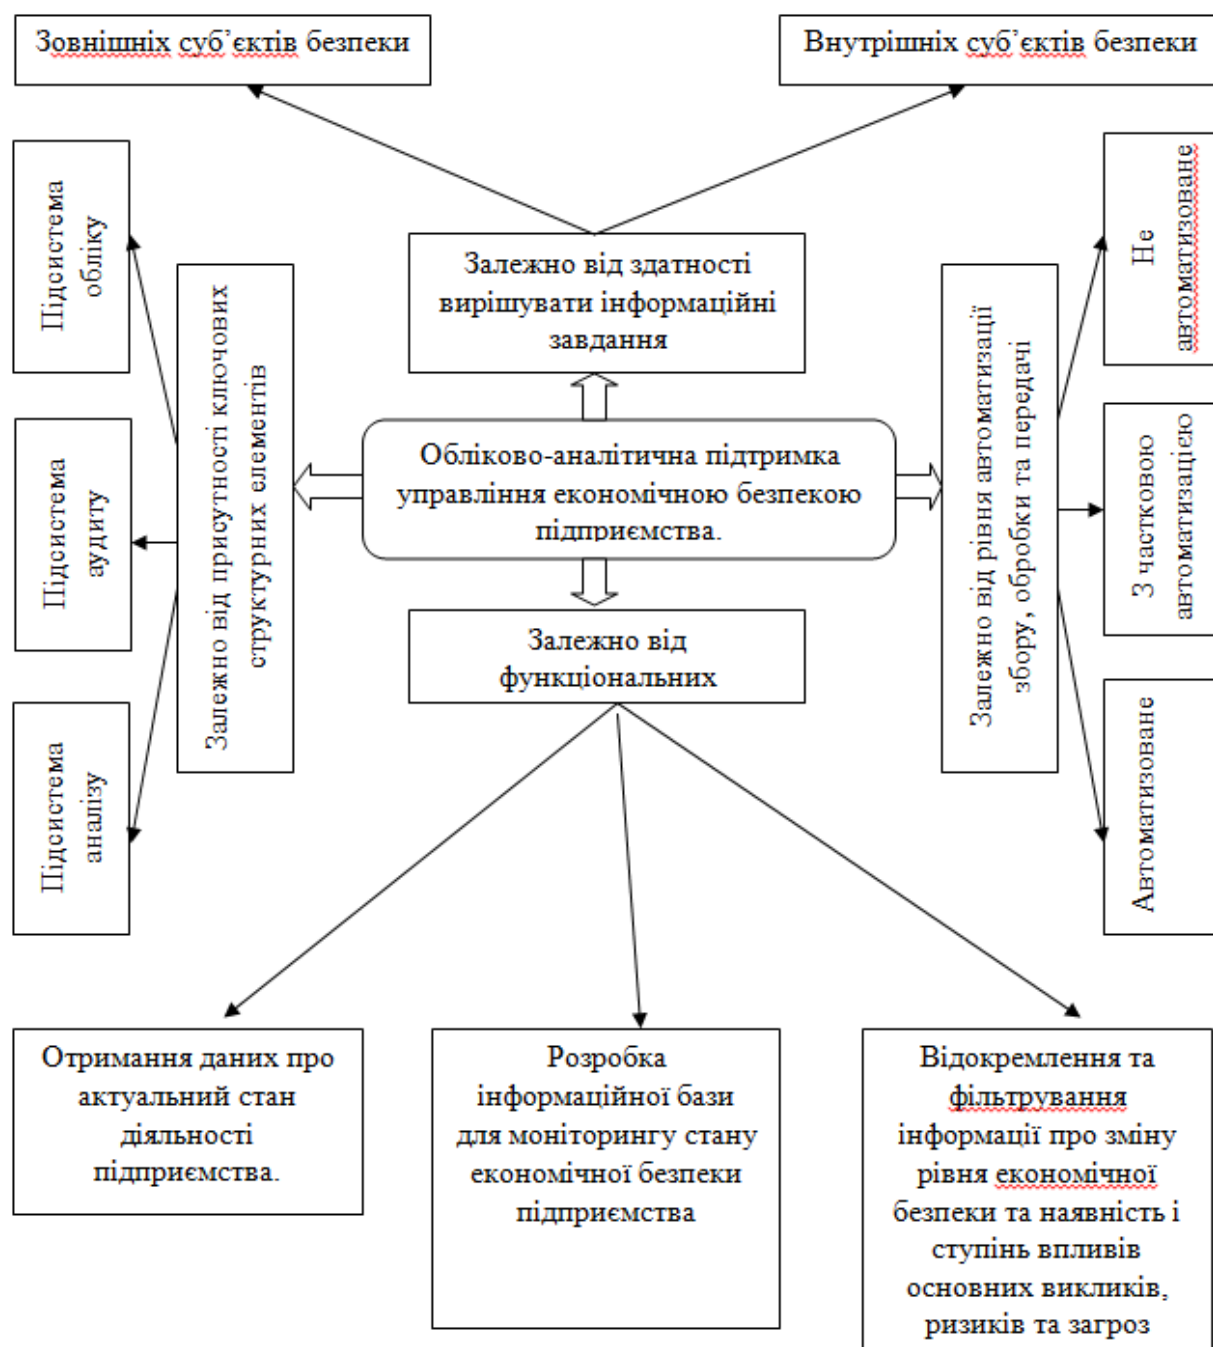 Зовнішніх суб’єктів безпеки
Внутрішніх суб’єктів безпеки
Підсистема
обліку
Підсистема
аудиту
Підсистема
аналізу
Залежно від присутності ключових
структурних елементів
Залежно від здатності
вирішувати інформаційні
завдання
Обліково-аналітична підтримка
управління економічною безпекою
підприємства.
Залежно від
функціональних
Залежно від рівня автоматизації
збору, обробки та передачі
Не
автоматизоване
З частковою
автоматизацією
Автоматизоване
Отримання даних про
актуальний стан
діяльності
підприємства.
Розробка
інформаційної бази
для моніторингу стану
економічної безпеки
підприємства
Відокремлення та
фільтрування
інформації про зміну
рівня економічної
безпеки та наявність і
ступінь впливів
основних викликів,
ризиків та загроз